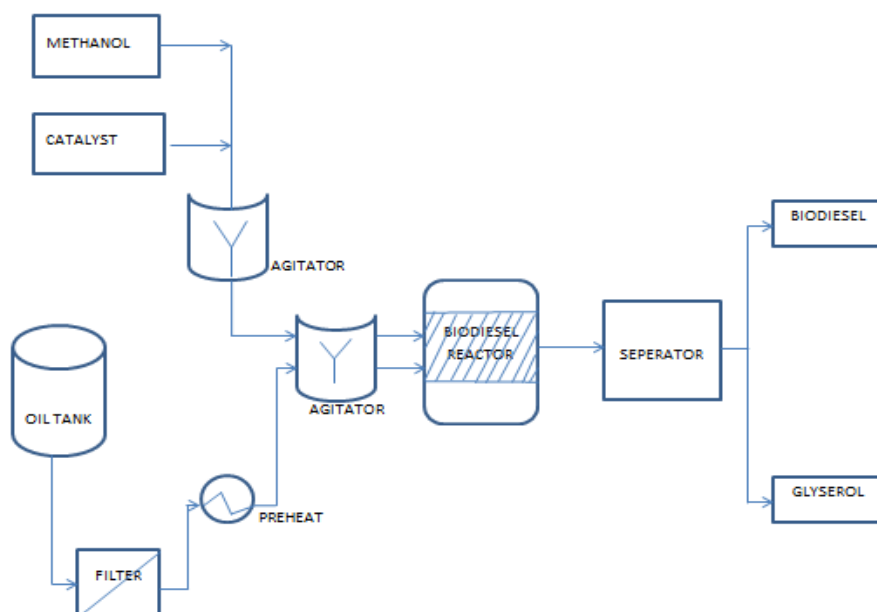 METHANOL
CATALYST
AGITATOR
BIODIESEL
BIODIESEL
REACTOR
SEPERATOR
OIL TANK
AGITATOR
GLYSEROL
PREHEAT
FILTER